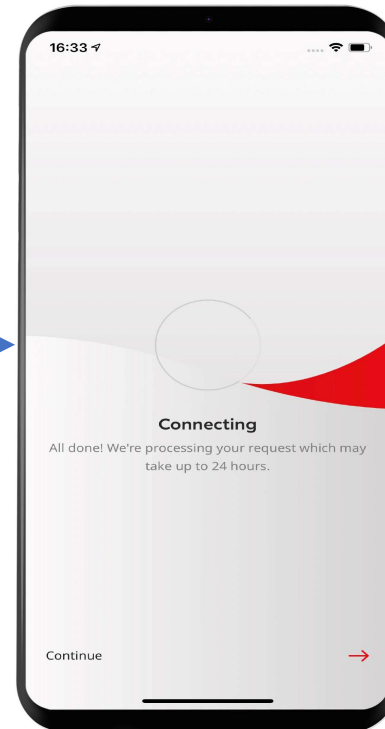 16:33
Connecting
All done! We're processing your request which may
take up to 24 hours.
Continue